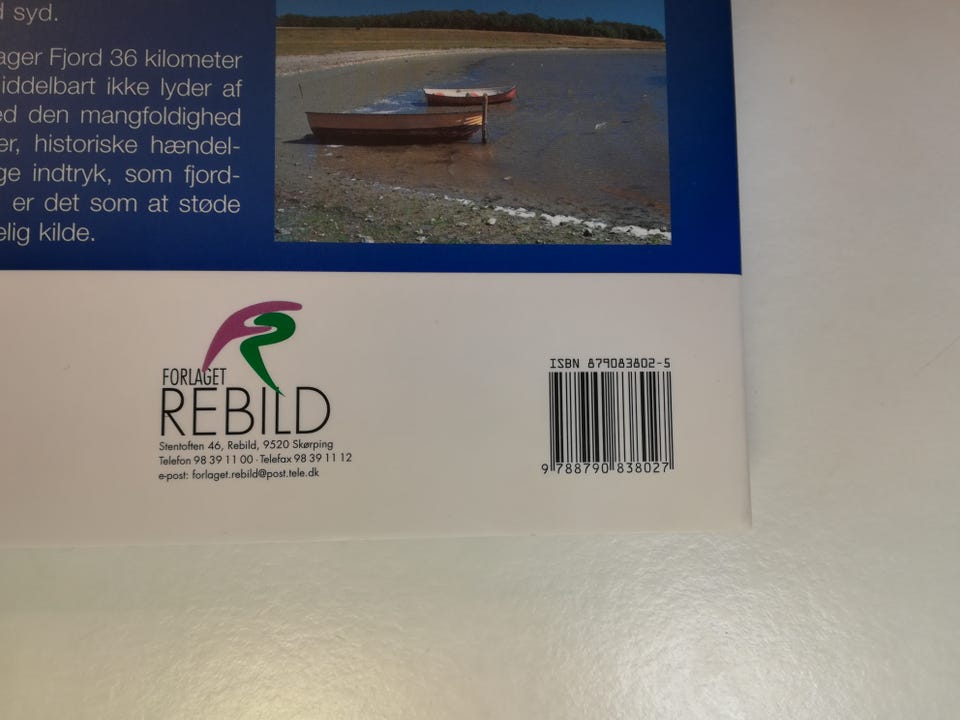 syd.
ager Fjord 36 kilometer
iddelbart ikke lyder af
ed den mangfoldighed
er, historiske hændel-
ge indtryk, som fjord-
er det som at støde
elig kilde.
FORLAGET
REBILD
Stentoften 46, Rebild, 9520 Skørping
Telefon 98 39 11 00 · Telefax 98 39 11 12
e-post: forlaget.rebild@post.tele.dk
ISBN 879083802-5
9 788790 838027